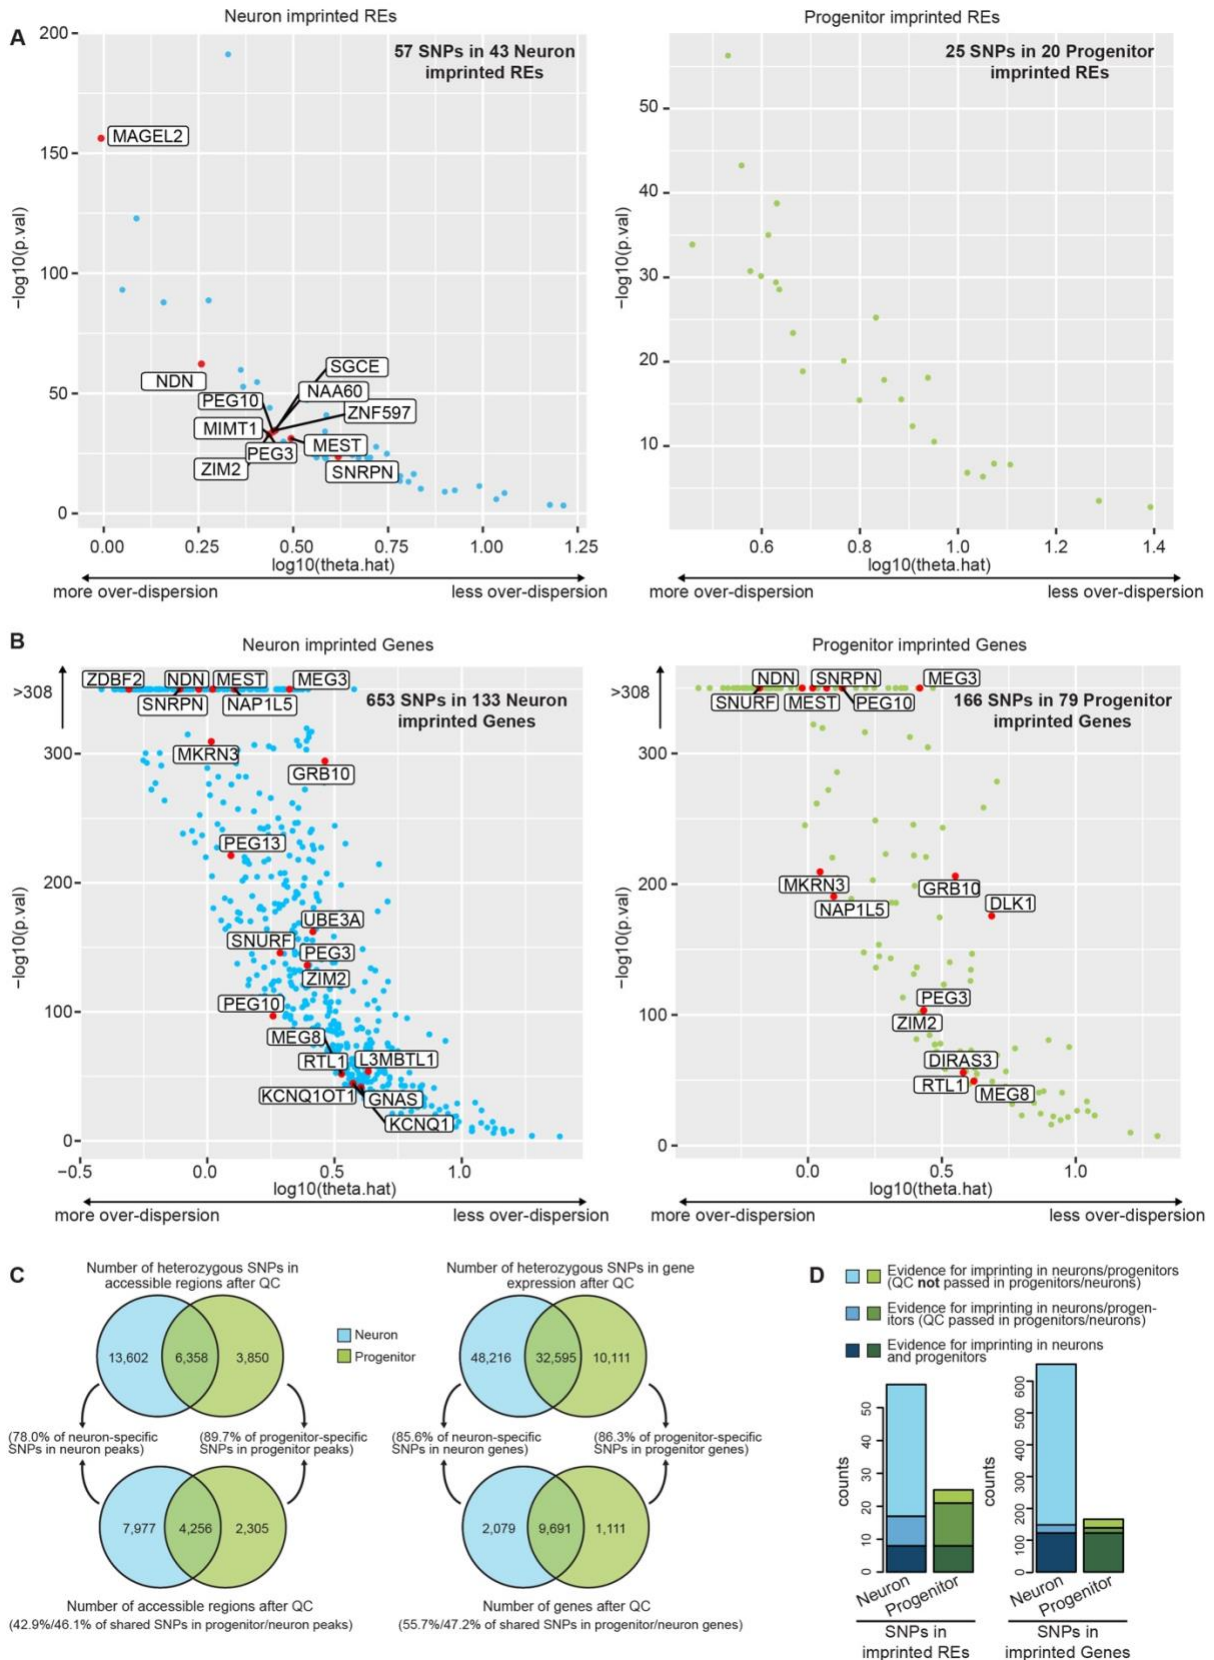 Neuron imprinted REs
Progenitor imprinted REs
A
57 SNPs in 43 Neuron
imprinted REs
25 SNPs in 20 Progenitor
imprinted REs
200
150
100
50
0
−log10(p.val)
MAGEL2
NDN
SGCE
PEG10
NAA60
ZNF597
MIMT1
PEG3
MEST
ZIM2
SNRPN
0.00
0.25
0.50
0.75
1.00
1.25
log10(theta.hat)
more over-dispersion
less over-dispersion
50
40
30
20
10
−log10(p.val)
0.6
0.8
1.0
1.2
1.4
log10(theta.hat)
more over-dispersion
less over-dispersion
B
Neuron imprinted Genes
Progenitor imprinted Genes
>308
300
200
100
0
−log10(p.val)
ZDBF2
NDN
MEST
MEG3
SNRPN
NAP1L5
653 SNPs in 133 Neuron
imprinted Genes
MKRN3
GRB10
PEG13
UBE3A
SNURF
PEG3
ZIM2
PEG10
MEG8
RTL1
L3MBTL1
KCNQ1OT1
GNAS
KCNQ1
−0.5
0.0
0.5
1.0
log10(theta.hat)
more over-dispersion
less over-dispersion
>308
300
200
100
0
−log10(p.val)
NDN
SNRPN
MEG3
SNURF
MEST
PEG10
166 SNPs in 79 Progenitor
imprinted Genes
MKRN3
GRB10
NAP1L5
DLK1
PEG3
ZIM2
DIRAS3
RTL1
MEG8
0.0
0.5
1.0
log10(theta.hat)
more over-dispersion
less over-dispersion
C
Number of heterozygous SNPs in
accessible regions after QC
13,602
6,358
3,850
Neuron
Progenitor
(78.0% of neuron-specific
SNPs in neuron peaks)
(89.7% of progenitor-specific
SNPs in progenitor peaks)
7,977
4,256
2,305
Number of accessible regions after QC
(42.9%/46.1% of shared SNPs in progenitor/neuron peaks)
Number of heterozygous SNPs in gene
expression after QC
48,216
32,595
10,111
(85.6% of neuron-specific
SNPs in neuron genes)
(86.3% of progenitor-specific
SNPs in progenitor genes)
2,079
9,691
1,111
Number of genes after QC
(55.7%/47.2% of shared SNPs in progenitor/neuron genes)
D
Evidence for imprinting in neurons/progenitors
(QC not passed in progenitors/neurons)
Evidence for imprinting in neurons/progen-
itors (QC passed in progenitors/neurons)
Evidence for imprinting in neurons
and progenitors
counts
0
10
20
30
40
50
Neuron
Progenitor
SNPs in
imprinted REs
counts
0
100
200
300
400
500
600
Neuron
Progenitor
SNPs in
imprinted Genes